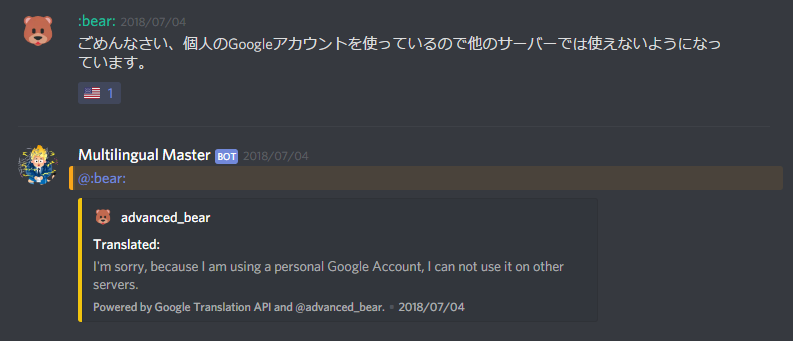 :bear: 2018/07/04
ごめんなさい、個人のGoogleアカウントを使っているので他のサーバーでは使えないようになっ
ています。
1
Multilingual Master BOT 2018/07/04
@:bear:
advanced_bear
Translated:
I'm sorry, because I am using a personal Google Account, I can not use it on other
servers.
Powered by Google Translation API and @advanced_bear. • 2018/07/04